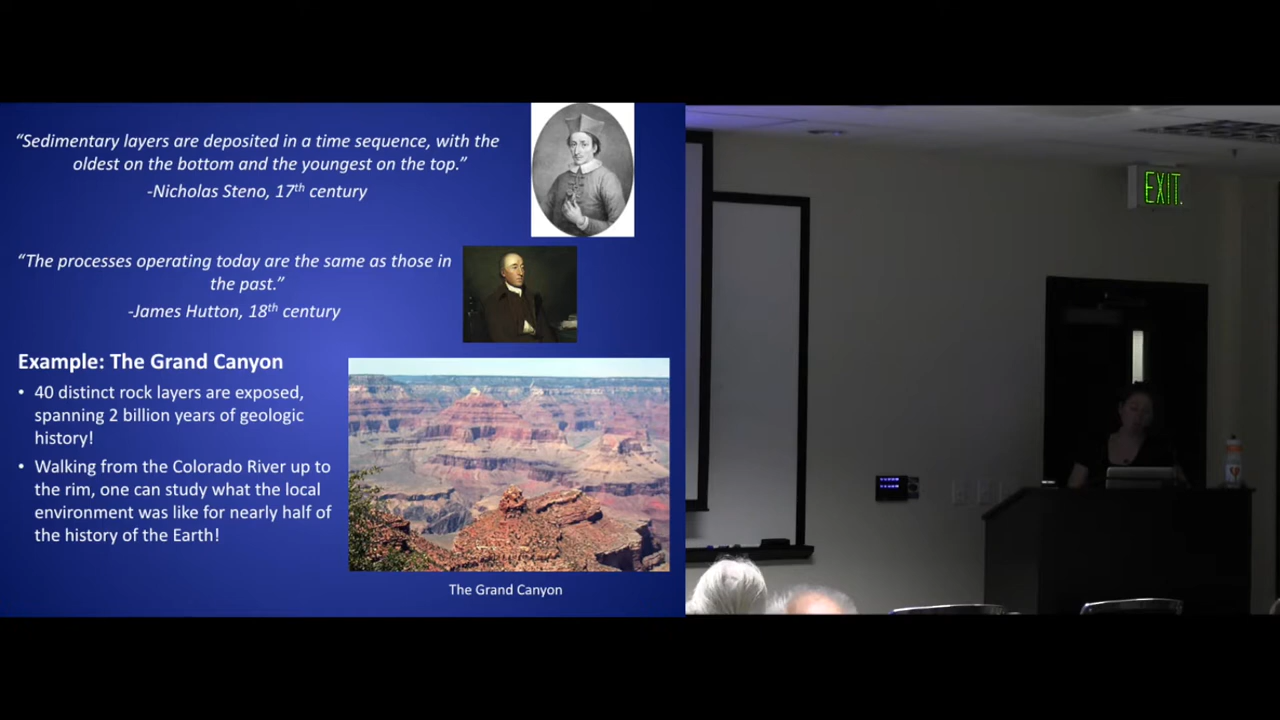 “Sedimentary layers are deposited in a time sequence, with the
oldest on the bottom and the youngest on the top.”
-Nicholas Steno, 17th century
“The processes operating today are the same as those in
the past.”
-James Hutton, 18th century
Example: The Grand Canyon
• 40 distinct rock layers are exposed,
spanning 2 billion years of geologic
history!
• Walking from the Colorado River up to
the rim, one can study what the local
environment was like for nearly half of
the history of the Earth!
The Grand Canyon
EXIT